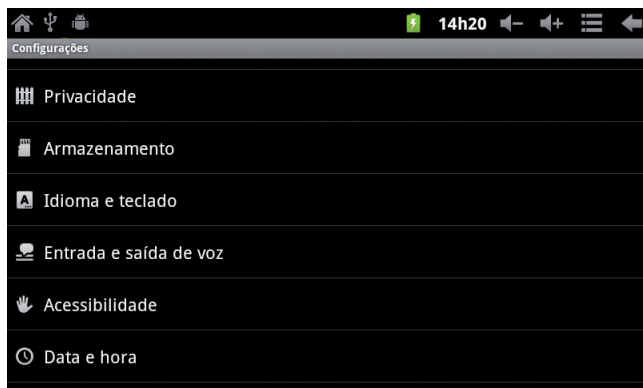 14h20
Configurações
Privacidade
Armazenamento
Idioma e teclado
Entrada e saída de voz
Acessibilidade
Data e hora